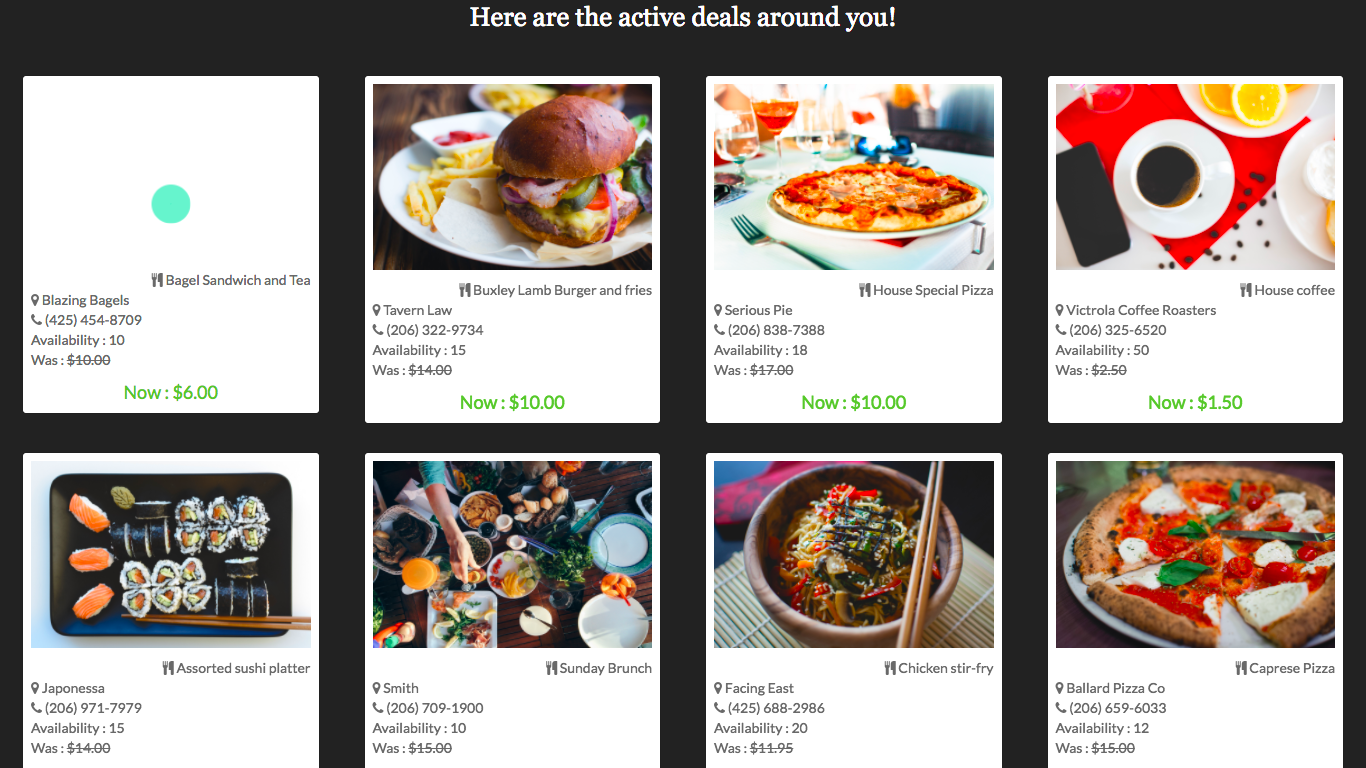 Here are the active deals around you!
Bagel Sandwich and Tea
Blazing Bagels
(425) 454-8709
Availability : 10
Was : $10.00
Now : $6.00
Buxley Lamb Burger and fries
Tavern Law
(206) 322-9734
Availability : 15
Was : $14.00
Now : $10.00
House Special Pizza
Serious Pie
(206) 838-7388
Availability : 18
Was : $17.00
Now : $10.00
House coffee
Victrola Coffee Roasters
(206) 325-6520
Availability : 50
Was : $2.50
Now : $1.50
Assorted sushi platter
Japonessa
(206) 971-7979
Availability : 15
Was : $14.00
Sunday Brunch
Smith
(206) 709-1900
Availability : 10
Was : $15.00
Chicken stir-fry
Facing East
(425) 688-2986
Availability : 20
Was : $11.95
Caprese Pizza
Ballard Pizza Co
(206) 659-6033
Availability : 12
Was : $15.00